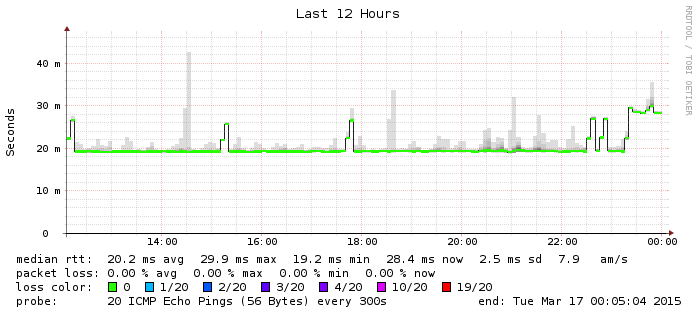 Last 12 Hours
RRDTOOL / TOBI OETIKER
Seconds
40 m
30 m
20 m
10 m
0
14:00 16:00 18:00 20:00 22:00 00:00
median rtt: 20.2 ms avg 29.9 ms max 19.2 ms min 28.4 ms now 2.5 ms sd 7.9 am/s
packet loss: 0.00 % avg 0.00 % max 0.00 % min 0.00 % now
loss color: 0 1/20 2/20 3/20 4/20 10/20 19/20
probe: 20 ICMP Echo Pings (56 Bytes) every 300s end: Tue Mar 17 00:05:04 2015